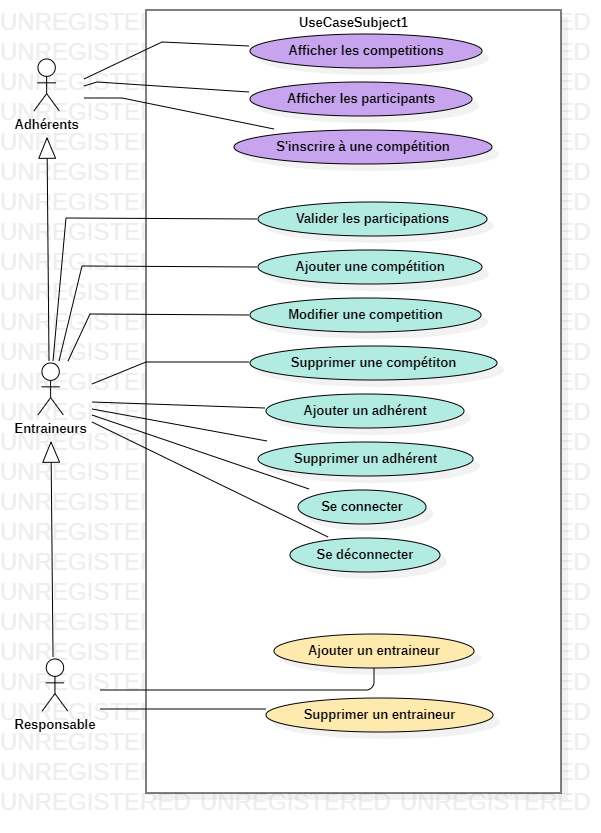 UseCaseSubject1
Afficher les competitions
Afficher les participants
Adhérents
S'inscrire à une compétition
Valider les participations
Ajouter une compétition
Modifier une competition
Supprimer une compétiton
Ajouter un adhérent
Entraineurs
Supprimer un adhérent
Se connecter
Se déconnecter
Ajouter un entraineur
Supprimer un entraineur
Responsable
UNREGISTERED UNREGISTERED UNREGISTERED